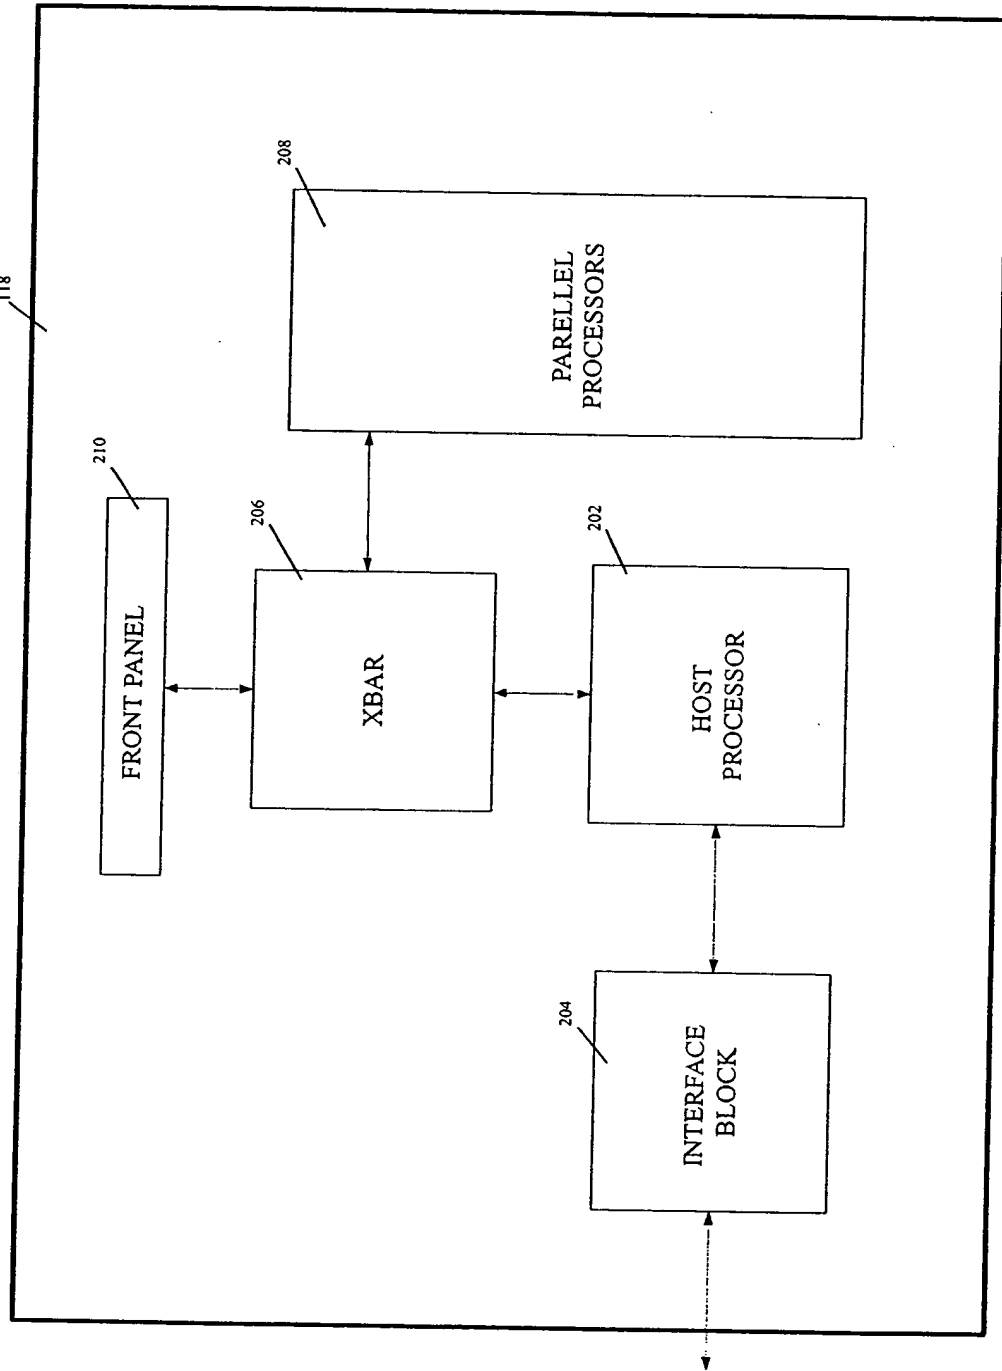 118
210
FRONT PANEL
206
XBAR
208
PARELLEL
PROCESSORS
202
HOST
PROCESSOR
204
INTERFACE
BLOCK